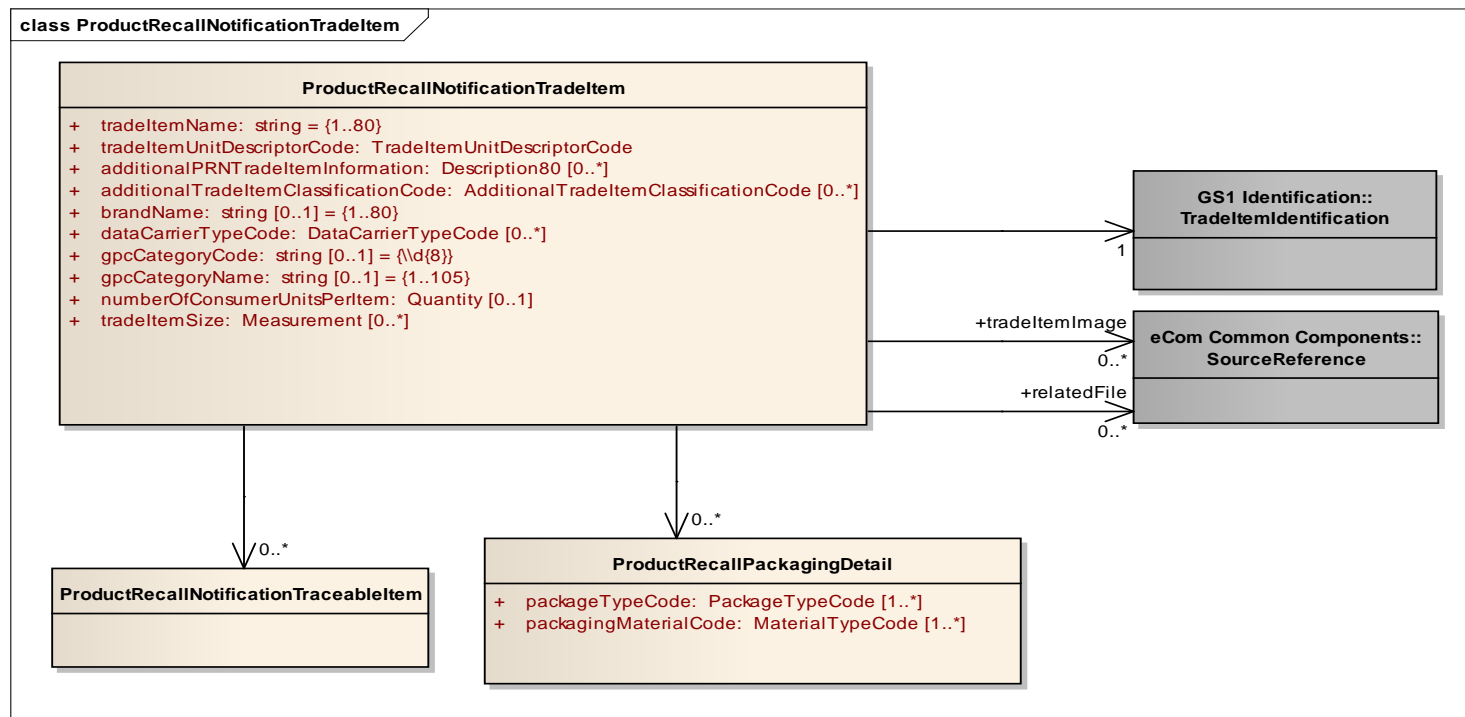 class ProductRecallNotificationTradeItem
ProductRecallNotificationTradeItem
+ tradeItemName: string = {1..80}
+ tradeItemUnitDescriptorCode: TradeItemUnitDescriptorCode
+ additionalPRNTradeItemInformation: Description80 [0..*]
+ additionalTradeItemClassificationCode: AdditionalTradeItemClassificationCode [0..*]
+ brandName: string [0..1] = {1..80}
+ dataCarrierTypeCode: DataCarrierTypeCode [0..*]
+ gpcCategoryCode: string [0..1] = {\\d{8}}
+ gpcCategoryName: string [0..1] = {1..105}
+ numberOfConsumerUnitsPerItem: Quantity [0..1]
+ tradeItemSize: Measurement [0..*]
GS1 Identification::
TradeItemIdentification
1
+tradeItemImage
0..*
eCom Common Components::
SourceReference
+relatedFile
0..*
0..*
0..*
ProductRecallNotificationTraceableItem
ProductRecallPackagingDetail
+ packageTypeCode: PackageTypeCode [1..*]
+ packagingMaterialCode: MaterialTypeCode [1..*]